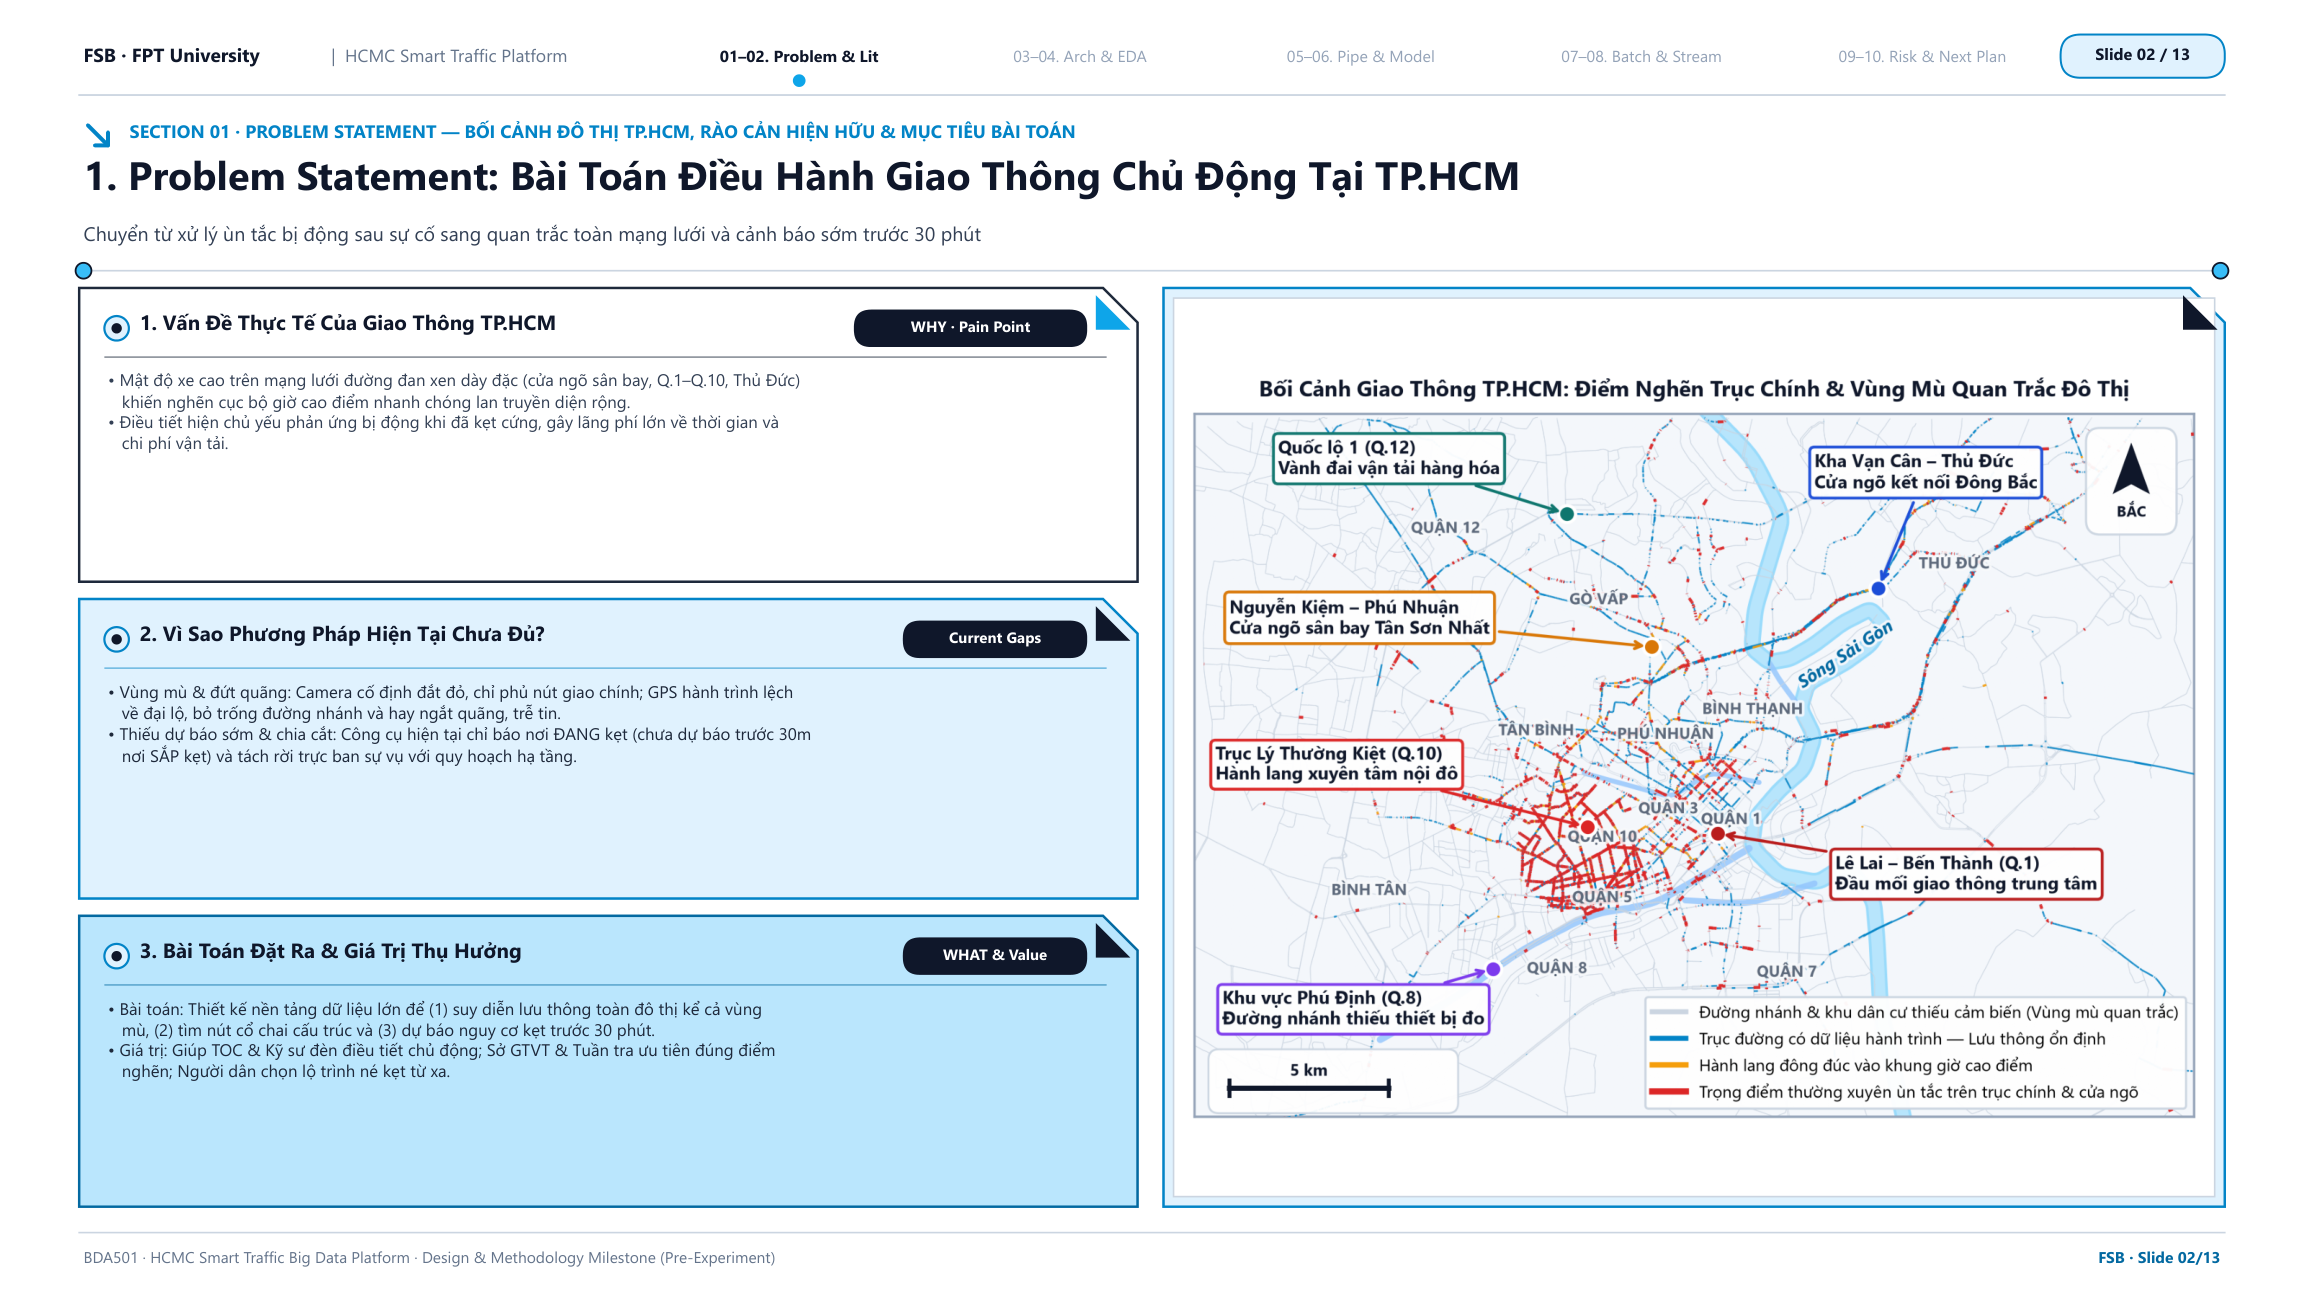 FSB · FPT University | HCMC Smart Traffic Platform 01–02. Problem & Lit 03–04. Arch & EDA 05–06. Pipe & Model 07–08. Batch & Stream 09–10. Risk & Next Plan Slide 02 / 13
SECTION 01 · PROBLEM STATEMENT — BỐI CẢNH ĐÔ THỊ TP.HCM, RÀO CẢN HIỆN HỮU & MỤC TIÊU BÀI TOÁN
1. Problem Statement: Bài Toán Điều Hành Giao Thông Chủ Động Tại TP.HCM
Chuyển từ xử lý ùn tắc bị động sau sự cố sang quan trắc toàn mạng lưới và cảnh báo sớm trước 30 phút
1. Vấn Đề Thực Tế Của Giao Thông TP.HCM
WHY · Pain Point
• Mật độ xe cao trên mạng lưới đường đan xen dày đặc (cửa ngõ sân bay, Q.1–Q.10, Thủ Đức)
khiến nghẽn cục bộ giờ cao điểm nhanh chóng lan truyền diện rộng.
• Điều tiết hiện chủ yếu phản ứng bị động khi đã kẹt cứng, gây lãng phí lớn về thời gian và
chi phí vận tải.
2. Vì Sao Phương Pháp Hiện Tại Chưa Đủ?
Current Gaps
• Vùng mù & đứt quãng: Camera cố định đắt đỏ, chỉ phủ nút giao chính; GPS hành trình lệch
về đại lộ, bỏ trống đường nhánh và hay ngắt quãng, trễ tin.
• Thiếu dự báo sớm & chia cắt: Công cụ hiện tại chỉ báo nơi ĐANG kẹt (chưa dự báo trước 30m
nơi SẮP kẹt) và tách rời trực ban sự vụ với quy hoạch hạ tầng.
3. Bài Toán Đặt Ra & Giá Trị Thụ Hưởng
WHAT & Value
• Bài toán: Thiết kế nền tảng dữ liệu lớn để (1) suy diễn lưu thông toàn đô thị kể cả vùng
mù, (2) tìm nút cổ chai cấu trúc và (3) dự báo nguy cơ kẹt trước 30 phút.
• Giá trị: Giúp TOC & Kỹ sư đèn điều tiết chủ động; Sở GTVT & Tuần tra ưu tiên đúng điểm
nghẽn; Người dân chọn lộ trình né kẹt từ xa.
Bối Cảnh Giao Thông TP.HCM: Điểm Nghẽn Trục Chính & Vùng Mù Quan Trắc Đô Thị
Quốc lộ 1 (Q.12)
Vành đai vận tải hàng hóa
Kha Vạn Cân – Thủ Đức
Cửa ngõ kết nối Đông Bắc
BẮC
QUẬN 12
THỦ ĐỨC
GÒ VẤP
Nguyễn Kiệm – Phú Nhuận
Cửa ngõ sân bay Tân Sơn Nhất
Sông Sài Gòn
BÌNH THẠNH
TÂN BÌNH
PHÚ NHUẬN
Trục Lý Thường Kiệt (Q.10)
Hành lang xuyên tâm nội đô
QUẬN 3
QUẬN 1
QUẬN 10
Lê Lai – Bến Thành (Q.1)
Đầu mối giao thông trung tâm
BÌNH TÂN
QUẬN 5
QUẬN 8
QUẬN 7
Khu vực Phú Định (Q.8)
Đường nhánh thiếu thiết bị đo
5 km
Đường nhánh & khu dân cư thiếu cảm biến (Vùng mù quan trắc)
Trục đường có dữ liệu hành trình — Lưu thông ổn định
Hành lang đông đúc vào khung giờ cao điểm
Trọng điểm thường xuyên ùn tắc trên trục chính & cửa ngõ
BDA501 · HCMC Smart Traffic Big Data Platform · Design & Methodology Milestone (Pre-Experiment)
FSB · Slide 02/13